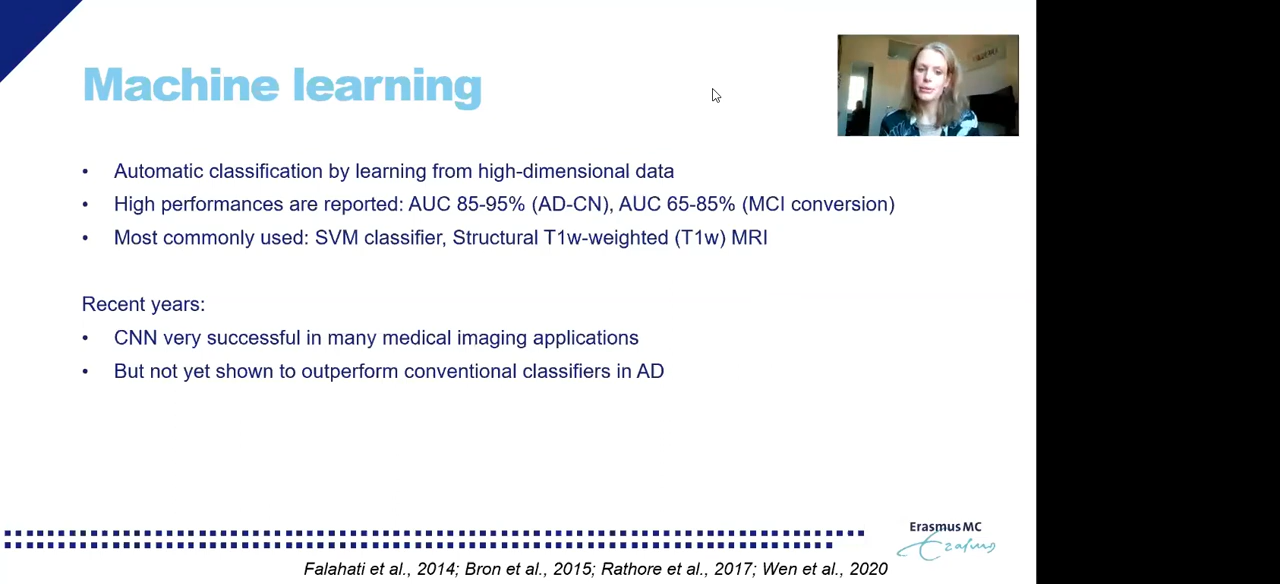 Machine learning
• Automatic classification by learning from high-dimensional data
• High performances are reported: AUC 85-95% (AD-CN), AUC 65-85% (MCI conversion)
• Most commonly used: SVM classifier, Structural T1w-weighted (T1w) MRI
Recent years:
• CNN very successful in many medical imaging applications
• But not yet shown to outperform conventional classifiers in AD
Erasmus MC
Erasmus
Falahati et al., 2014; Bron et al., 2015; Rathore et al., 2017; Wen et al., 2020